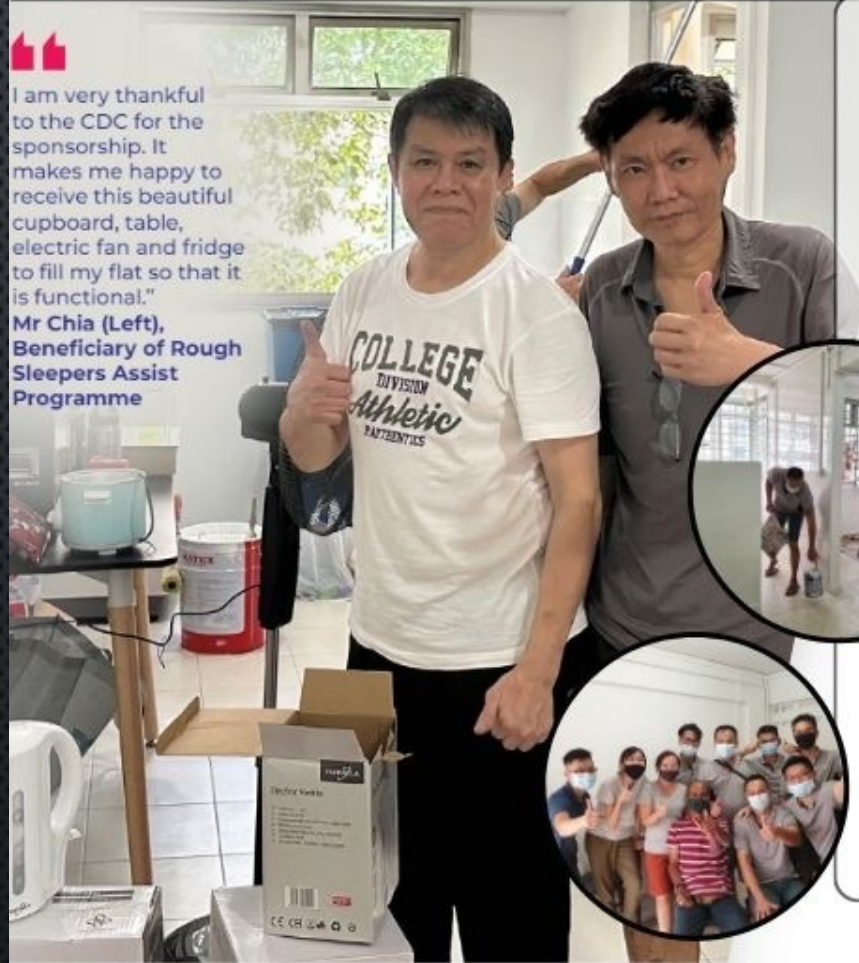 I am very thankful
to the CDC for the
sponsorship. It
makes me happy to
receive this beautiful
cupboard, table,
electric fan and fridge
to fill my flat so that it
is functional.”
Mr Chia (Left),
Beneficiary of Rough
Sleepers Assist
Programme
COLLEGE
DIVISION
Athletic
Electric Kettle